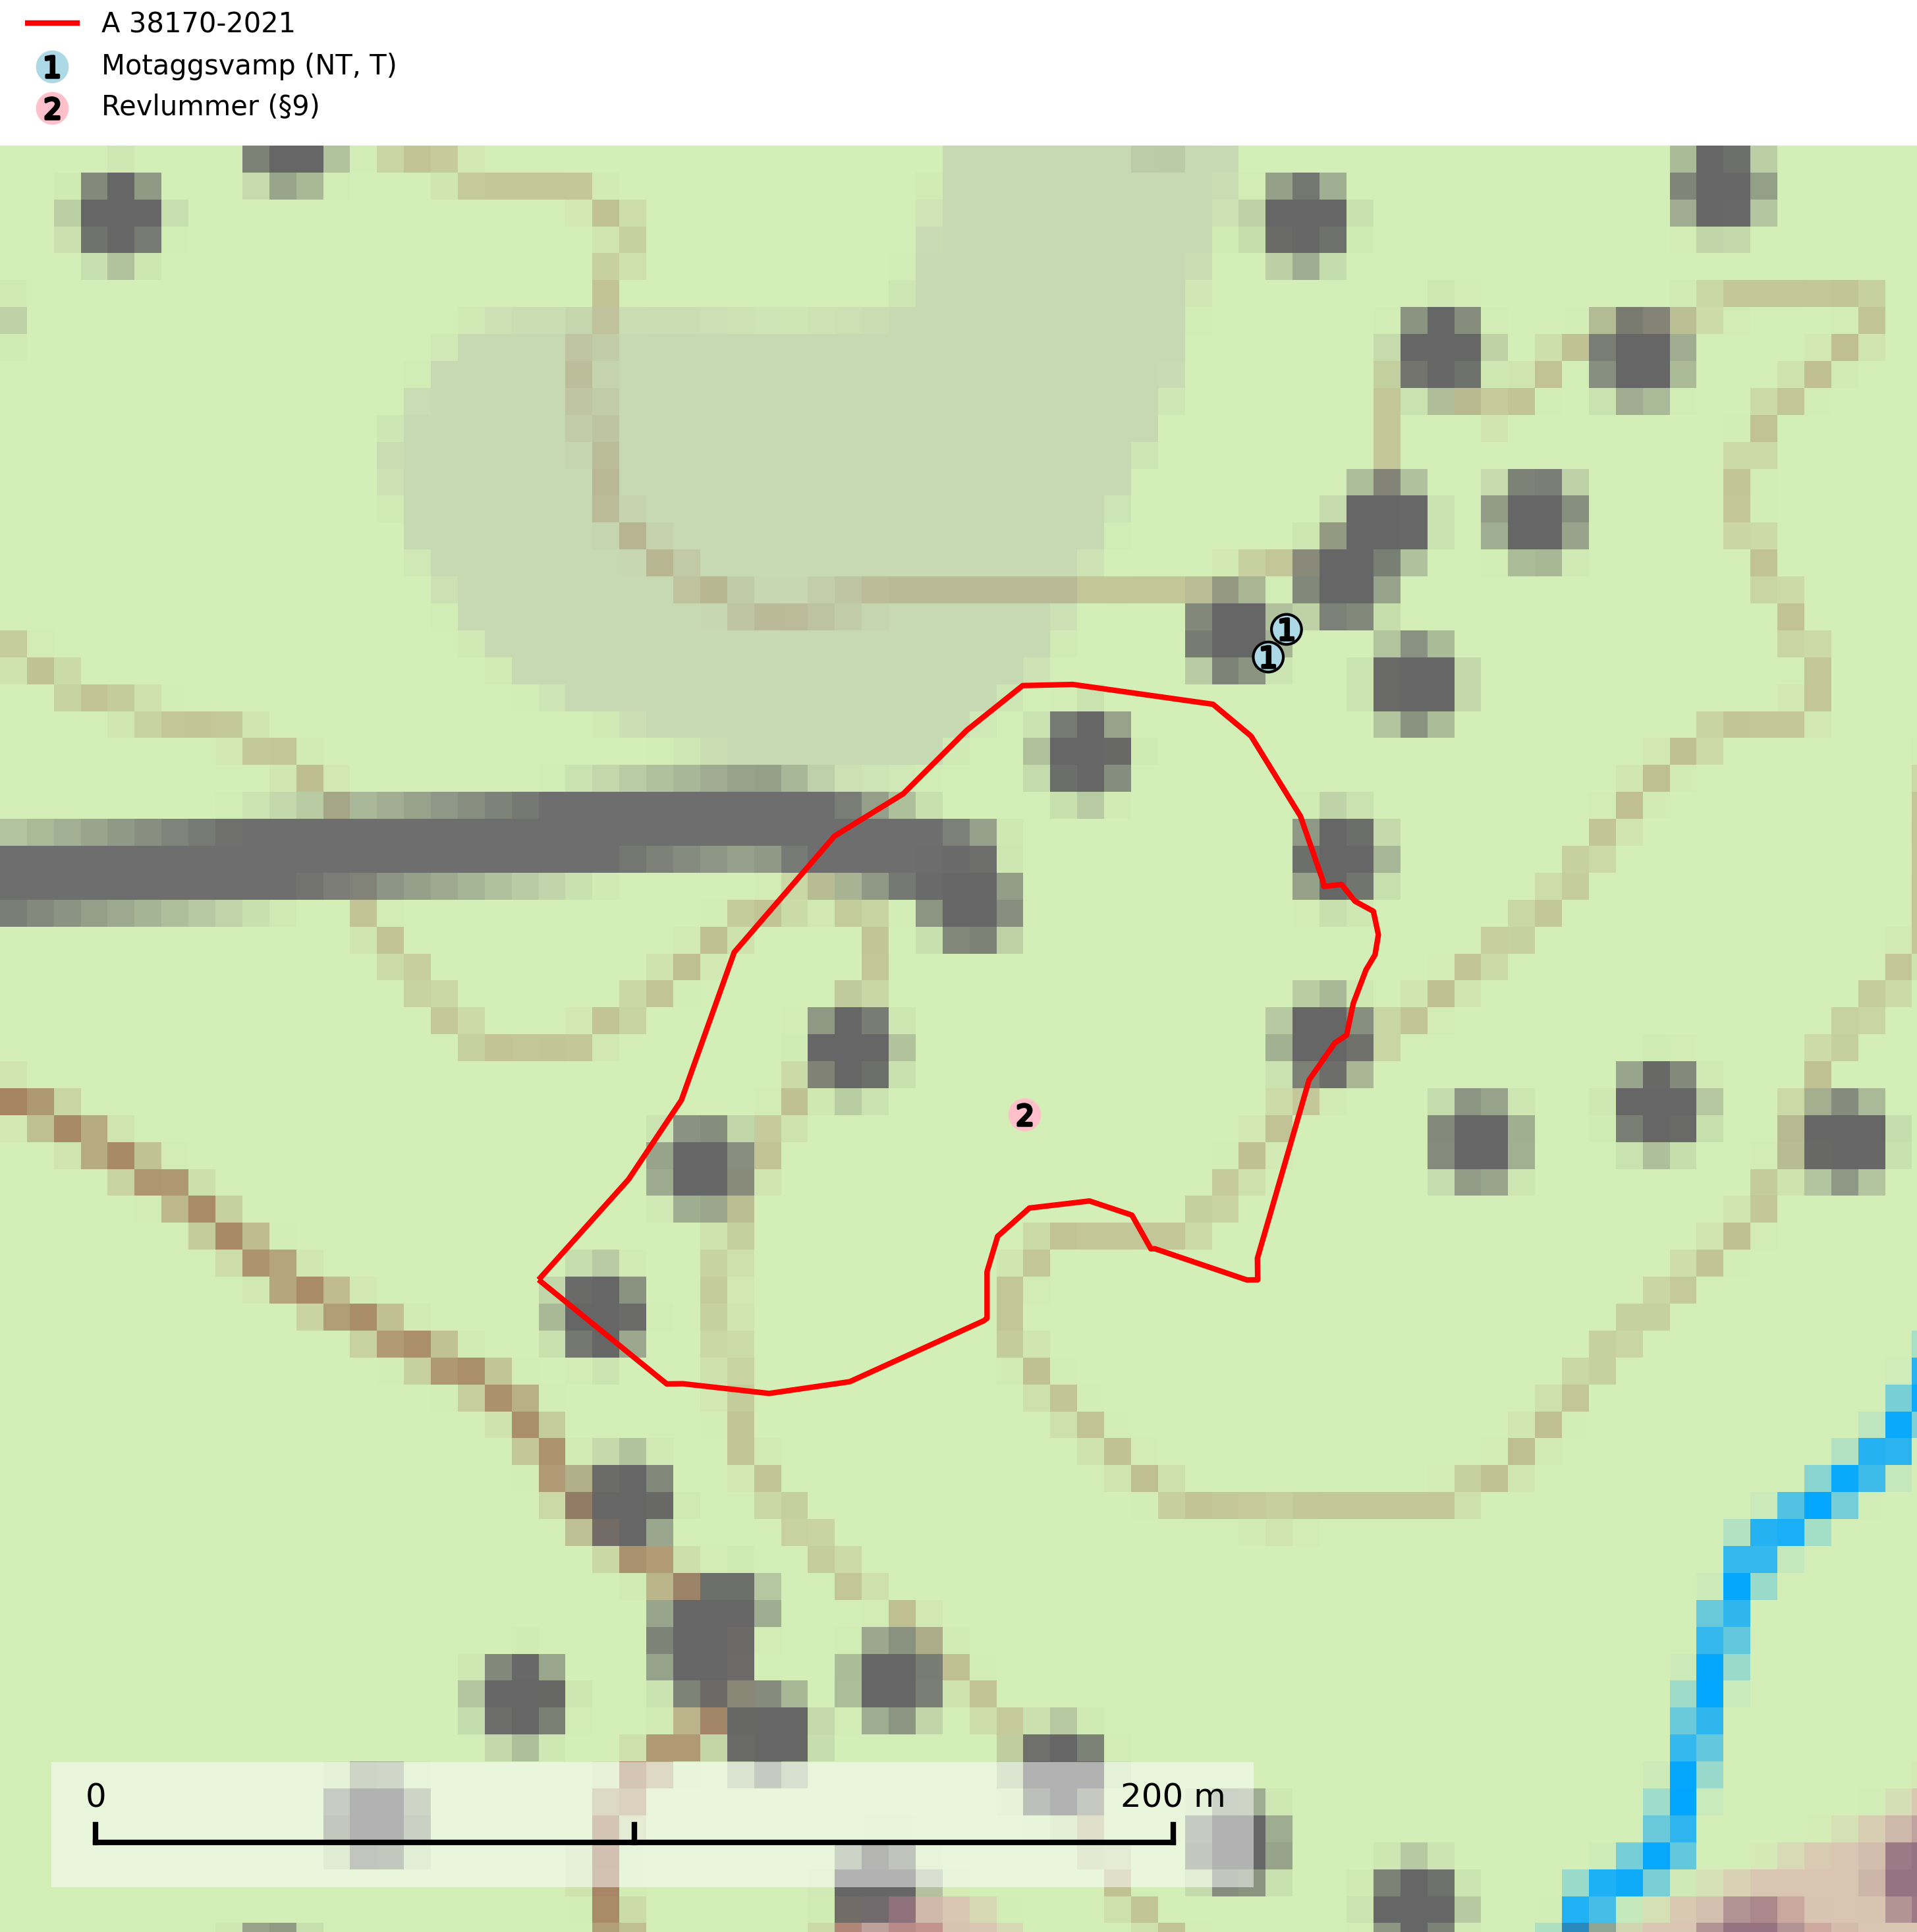 A 38170-2021
1 Motaggsvamp (NT, T)
2 Revlummer (§9)
1
1
2
0 200 m